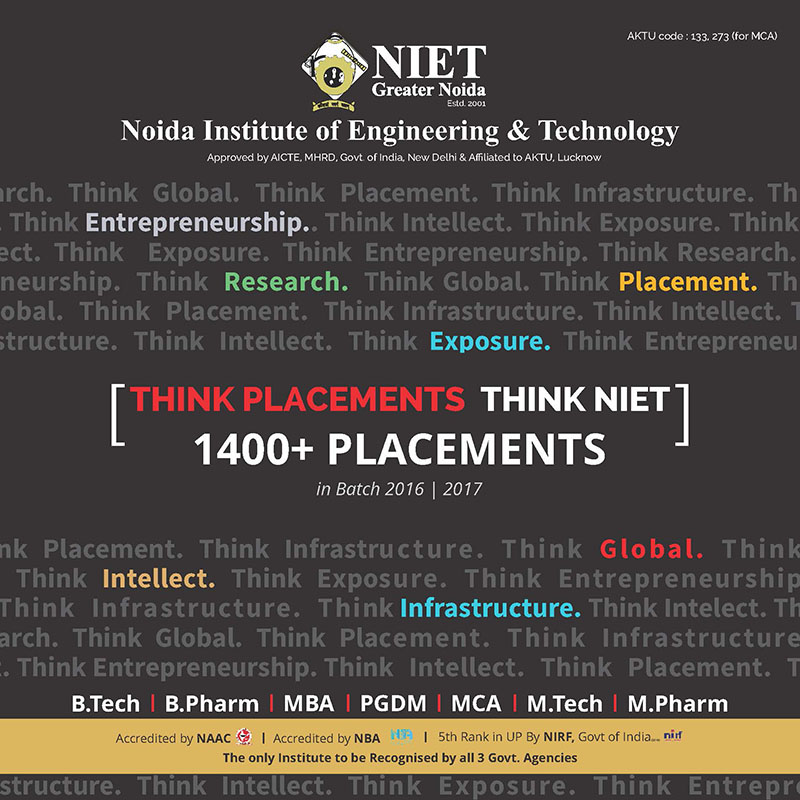 AKTU code : 133, 273 (for MCA)
NIET
Greater Noida
Estd. 2001
Noida Institute of Engineering & Technology
Approved by AICTE, MHRD, Govt. of India, New Delhi & Affiliated to AKTU, Lucknow
arch. Think Global. Think Placement. Think Infrastructure. Th
. Think Entrepreneurship.. Think Intellect. Think Exposure. Think
ect. Think Exposure. Think Entrepreneurship. Think Research.
neurship. Think Research. Think Global. Think Placement. Th
obal. Think Placement. Think Infrastructure. Think Intellect. T
structure. Think Intellect. Think Exposure. Think Entrepreneu
[THINK PLACEMENTS THINK NIET]
1400+ PLACEMENTS
in Batch 2016 | 2017
nk Placement. Think Infrastructure. Think Global. Think
Think Intellect. Think Exposure. Think Entrepreneurship
Think Infrastructure. Think Infrastructure. Think Intelect. Th
arch. Think Global. Think Placement. Think Infrastructure
. Think Entrepreneurship. Think Intellect. Think Placement. T
B.Tech | B.Pharm | MBA | PGDM | MCA | M.Tech | M.Pharm
Accredited by NAAC | Accredited by NBA | 5th Rank in UP By NIRF, Govt of India nirf
The only Institute to be Recognised by all 3 Govt. Agencies
structure. Think Intellect. Think Exposure. Think Entrepr